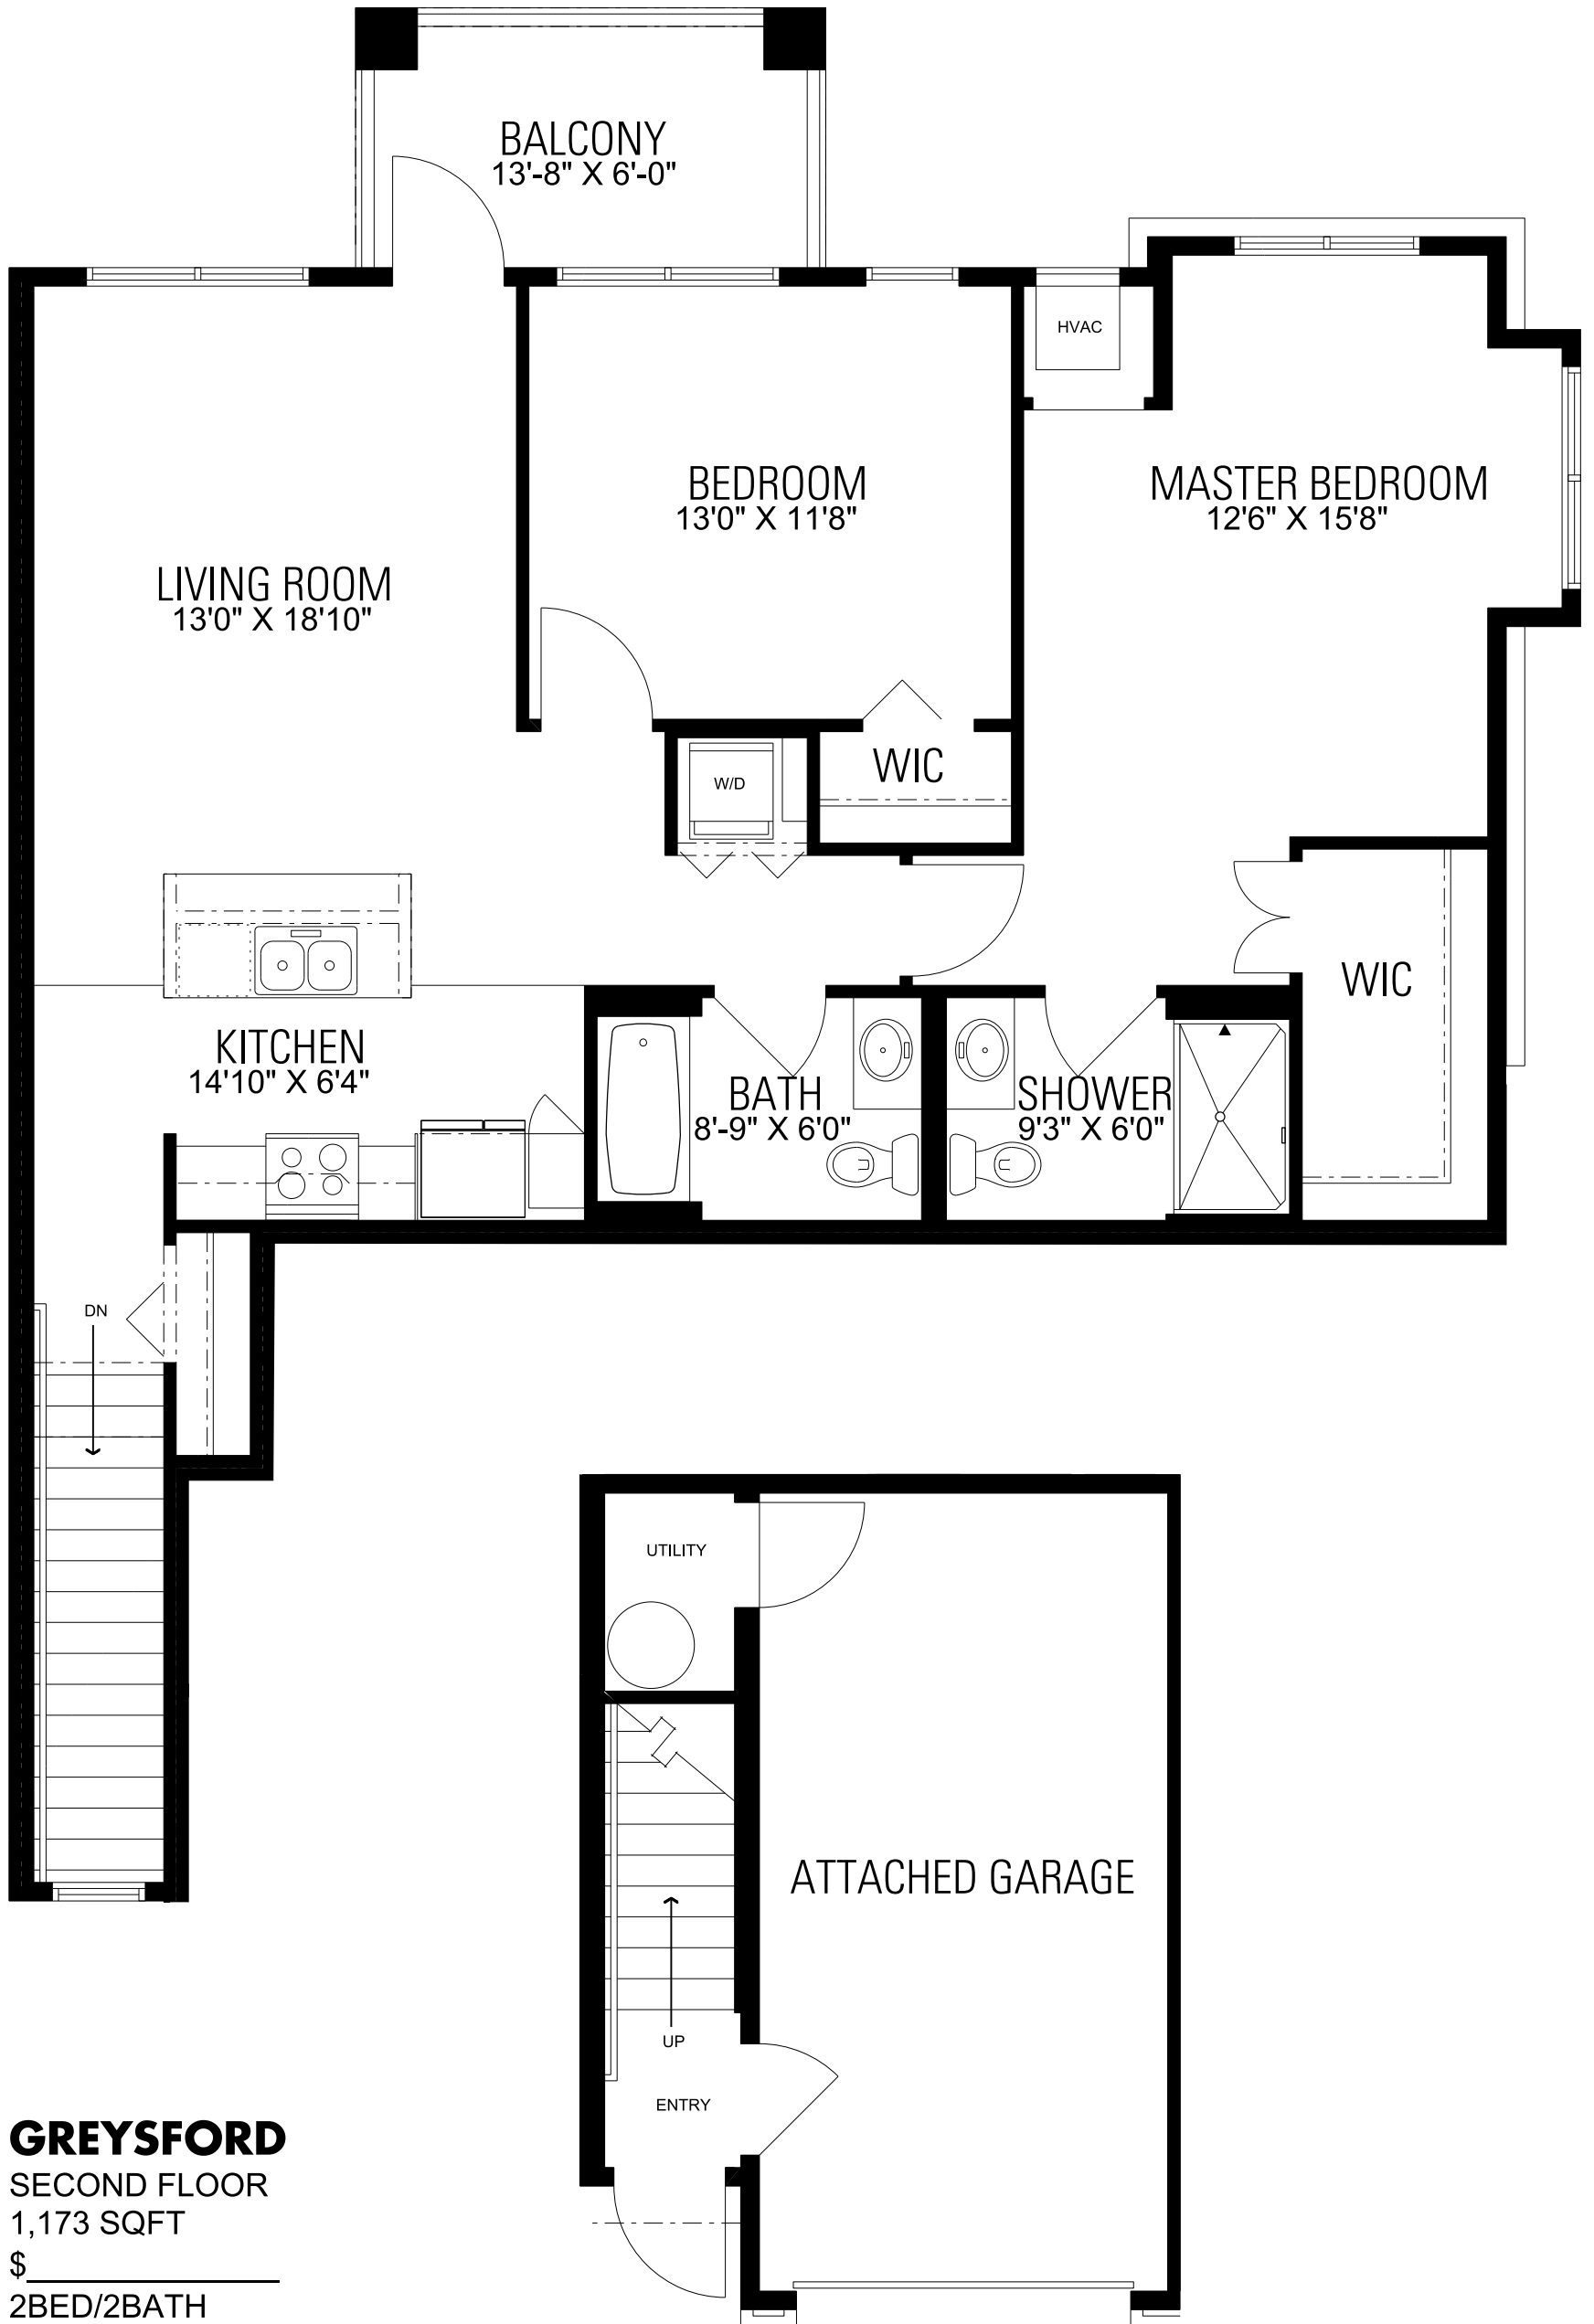 BALCONY
13'-8" X 6'-0"
HVAC
BEDROOM
13'0" X 11'8"
MASTER BEDROOM
12'6" X 15'8"
LIVING ROOM
13'0" X 18'10"
WIC
W/D
WIC
KITCHEN
14'10" X 6'4"
BATH
8'-9" X 6'0"
SHOWER
9'3" X 6'0"
DN
UTILITY
ATTACHED GARAGE
UP
ENTRY
GREYSFORD
SECOND FLOOR
1,173 SQFT
$
2BED/2BATH